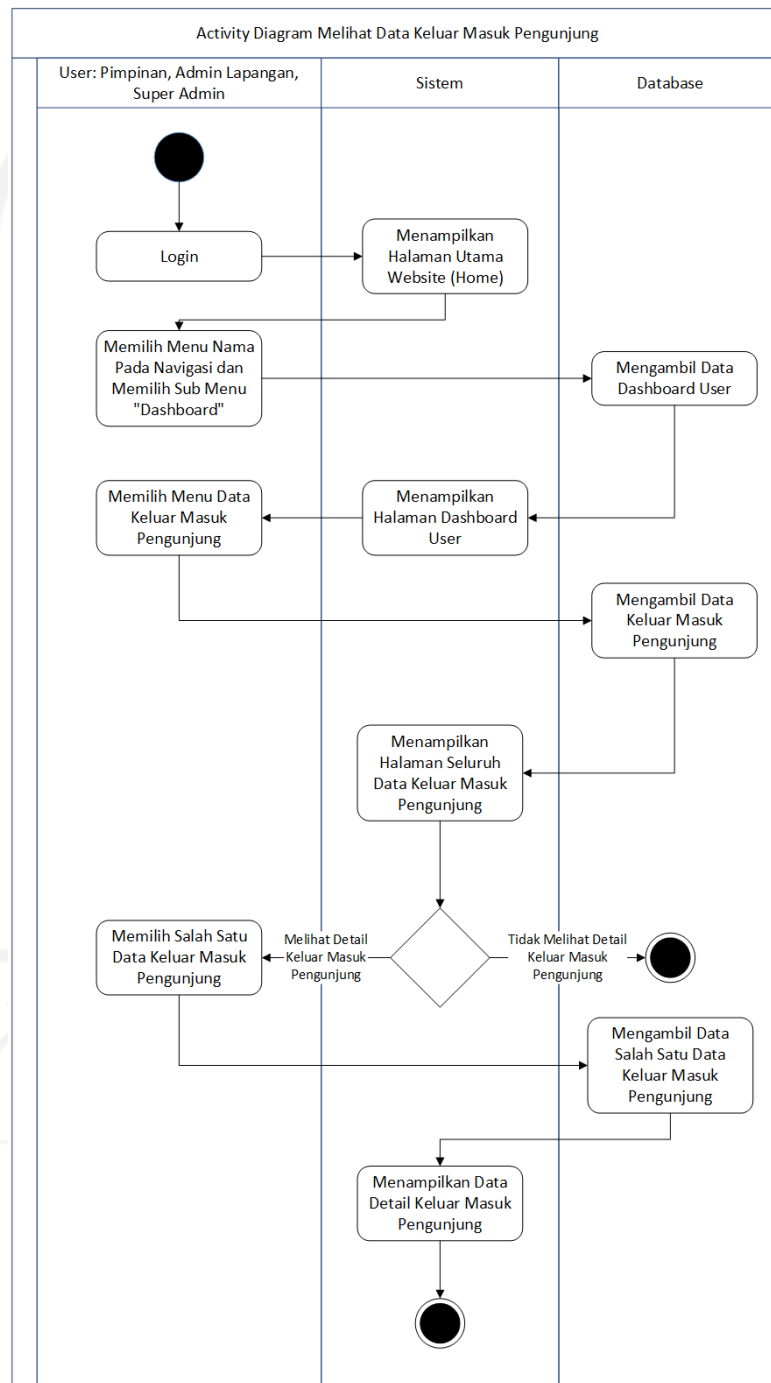 Activity Diagram Melihat Data Keluar Masuk Pengunjung
User: Pimpinan, Admin Lapangan,
Super Admin
Sistem
Database
Login
Menampilkan
Halaman Utama
Website (Home)
Memilih Menu Nama
Pada Navigasi dan
Memilih Sub Menu
"Dashboard"
Mengambil Data
Dashboard User
Menampilkan
Halaman Dashboard
User
Memilih Menu Data
Keluar Masuk
Pengunjung
Mengambil Data
Keluar Masuk
Pengunjung
Menampilkan
Halaman Seluruh
Data Keluar Masuk
Pengunjung
Memilih Salah Satu
Data Keluar Masuk
Pengunjung
Melihat Detail
Keluar Masuk
Pengunjung
Tidak Melihat Detail
Keluar Masuk
Pengunjung
Mengambil Data
Salah Satu Data
Keluar Masuk
Pengunjung
Menampilkan Data
Detail Keluar Masuk
Pengunjung